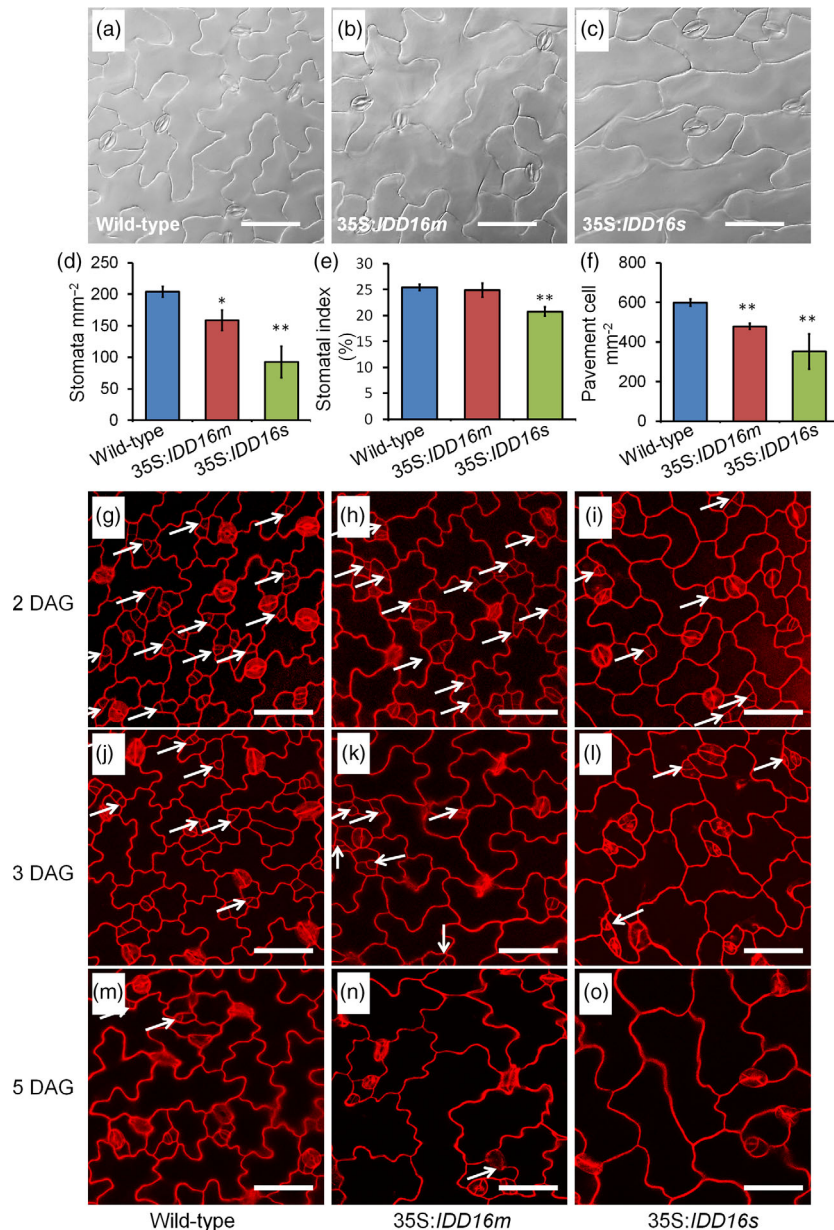 (a)
(b)
(c)
Wild-type
35S:IDD16m
35S:IDD16s
(d)
250
200
150
100
50
0
Stomata mm⁻²
*
**
Wild-type
35S:IDD16m
35S:IDD16s
(e)
30
25
20
15
10
5
0
Stomatal index
(%)
**
Wild-type
35S:IDD16m
35S:IDD16s
(f)
800
600
400
200
0
Pavement cell
mm⁻²
**
**
Wild-type
35S:IDD16m
35S:IDD16s
2 DAG
(g)
(h)
(i)
3 DAG
(j)
(k)
(l)
5 DAG
(m)
(n)
(o)
Wild-type
35S:IDD16m
35S:IDD16s